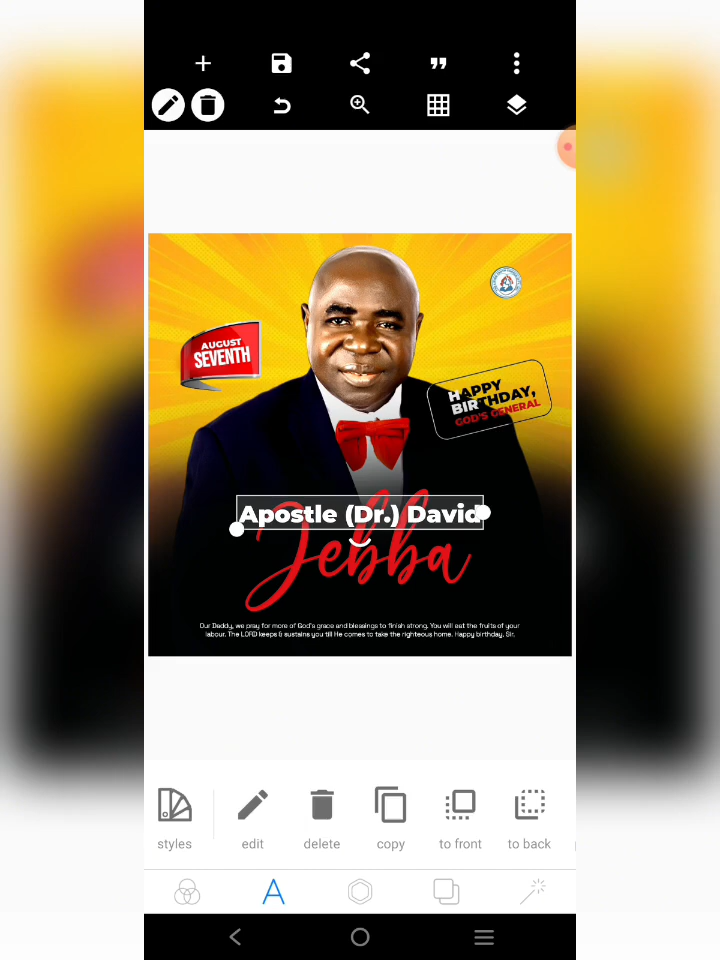 AUGUST
SEVENTH
HAPPY
BIRTHDAY,
GOD'S GENERAL
Apostle (Dr.) David
Jebba
Our Daddy, we pray for more of God's grace and blessings to finish strong. You will eat the fruits of your
labour. The LORD keeps & sustains you till He comes to take the righteous home. Happy birthday, Sir.
styles
edit
delete
copy
to front
to back